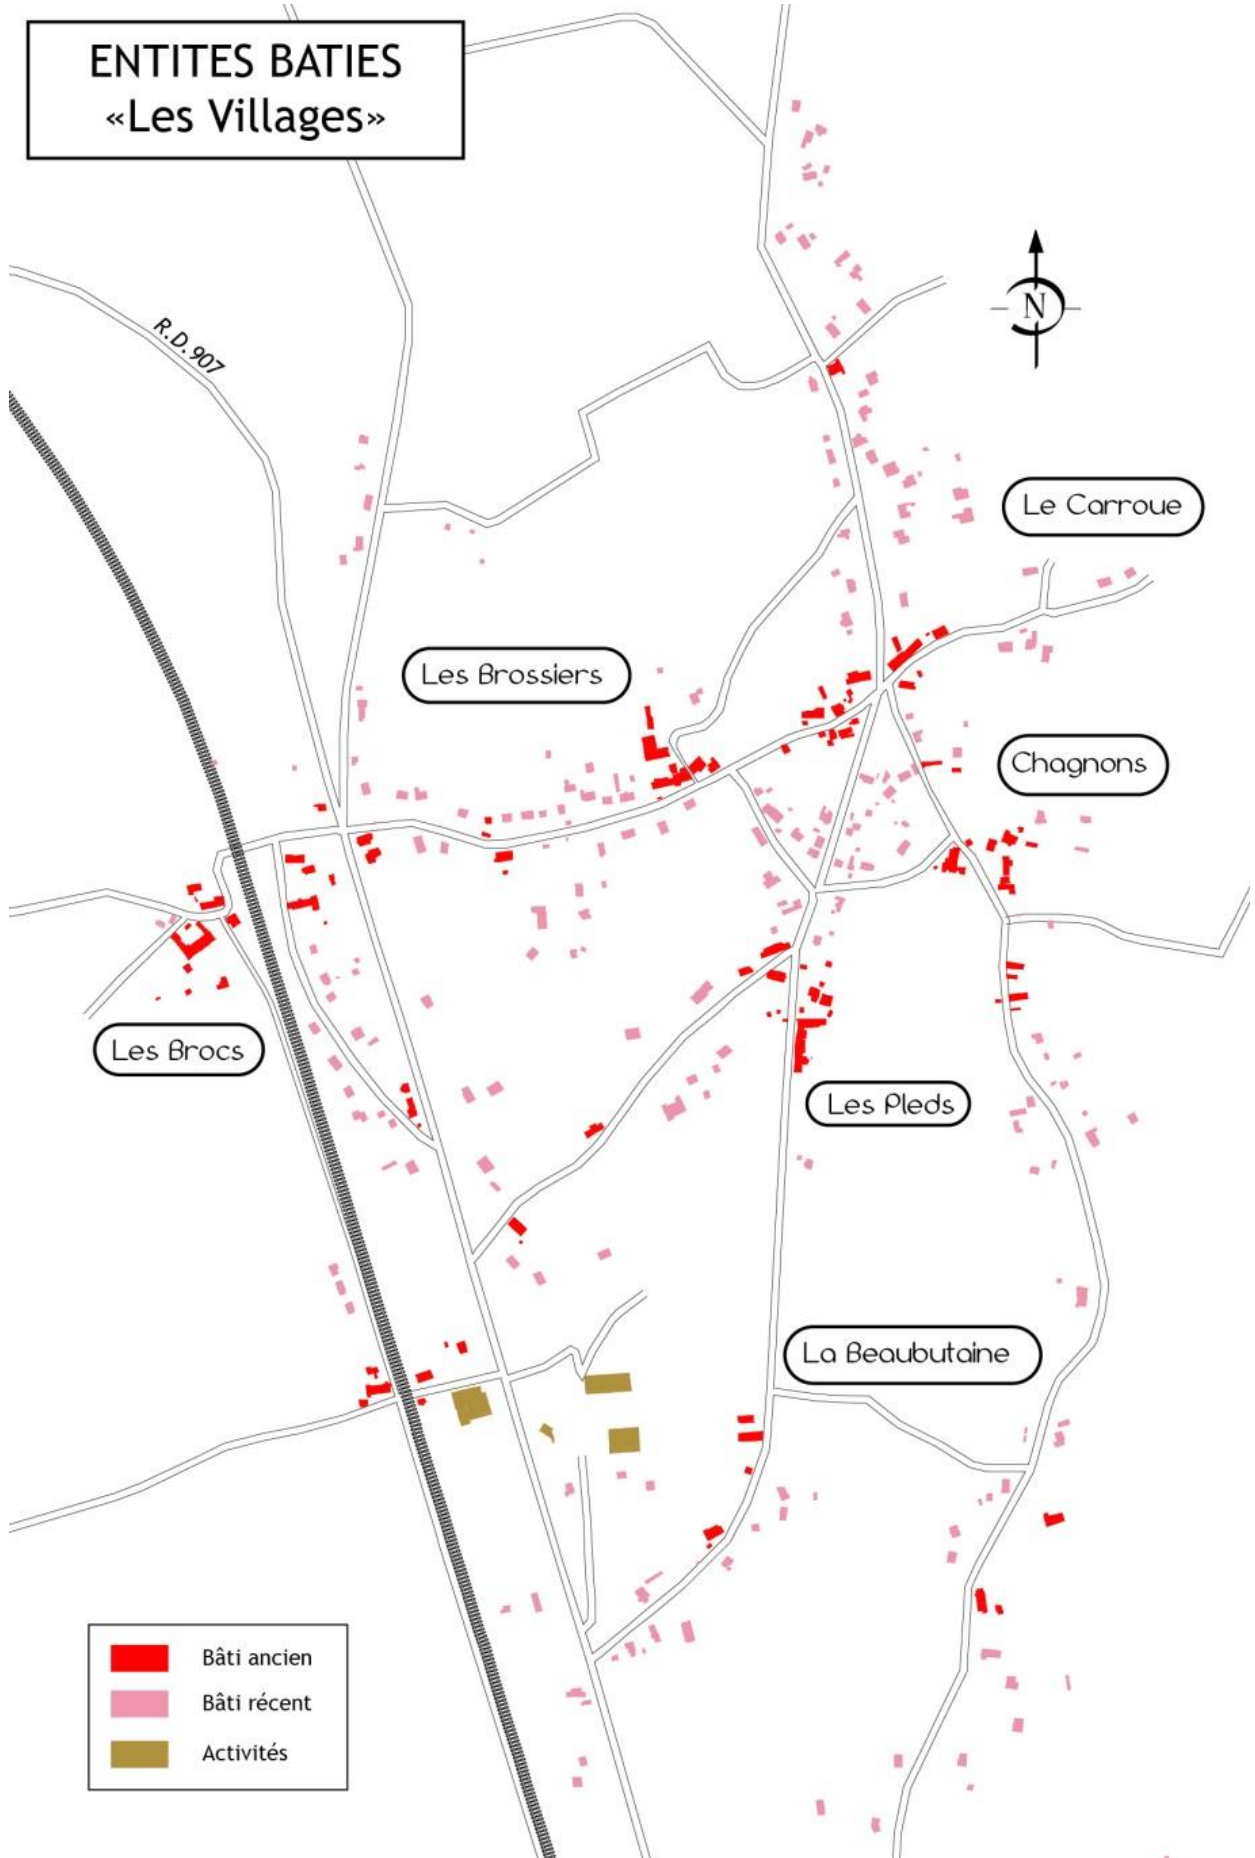 ENTITES BATIES
«Les Villages»
N
R.D. 907
Le Carroue
Les Brossiers
Chagnons
Les Brocs
Les Pleds
La Beaubutaine
Bâti ancien
Bâti récent
Activités